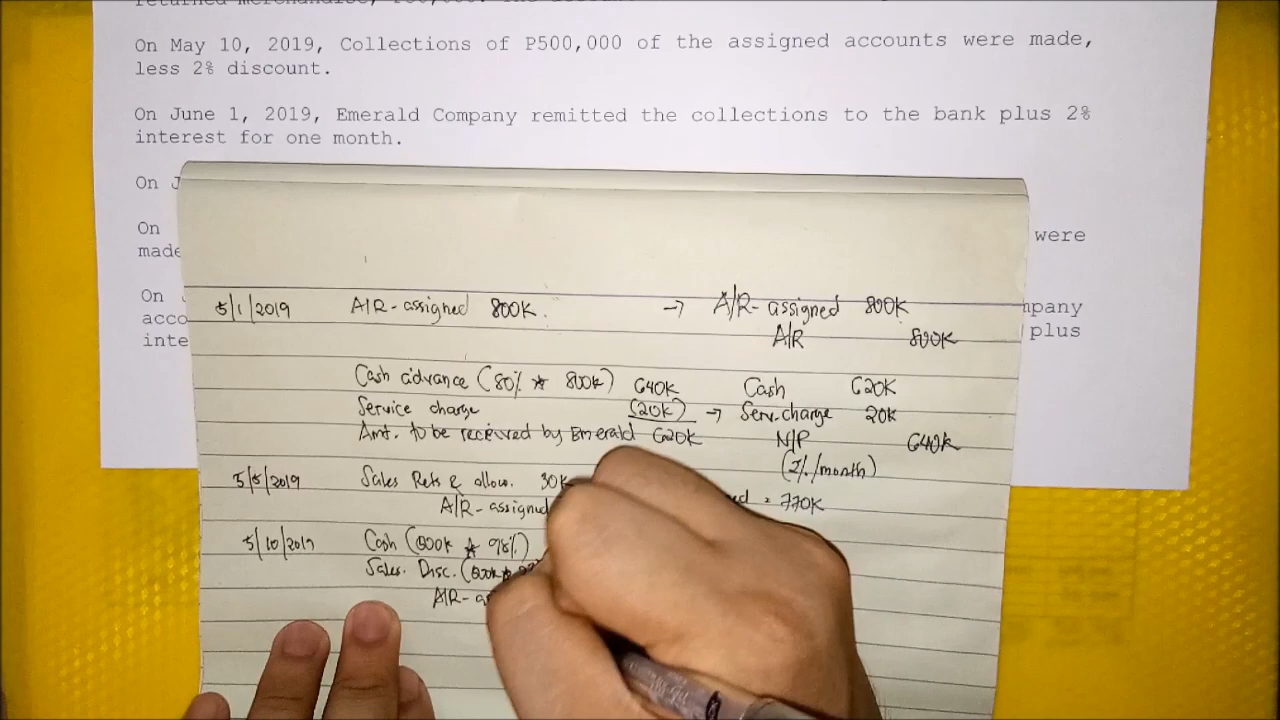 returned merchandise,
On May 10, 2019, Collections of P500,000 of the assigned accounts were made,
less 2% discount.
On June 1, 2019, Emerald Company remitted the collections to the bank plus 2%
interest for one month.
On J
On were
made
On mpany
acco plus
inte
5/1/2019 A/R-assigned 800K → A/R-assigned 800K
A/R 800K
Cash advance (80% * 800k) 640K Cash 620K
Service charge (20K) → Serv.charge 20K
Amt. to be received by Emerald 620K N/P 640K
(2%/month)
5/5/2019 Sales Rets & allow. 30K
A/R-assigned = 770K
5/10/2019 Cash (500k * 98%)
Sales. Disc. (500k *
A/R-as